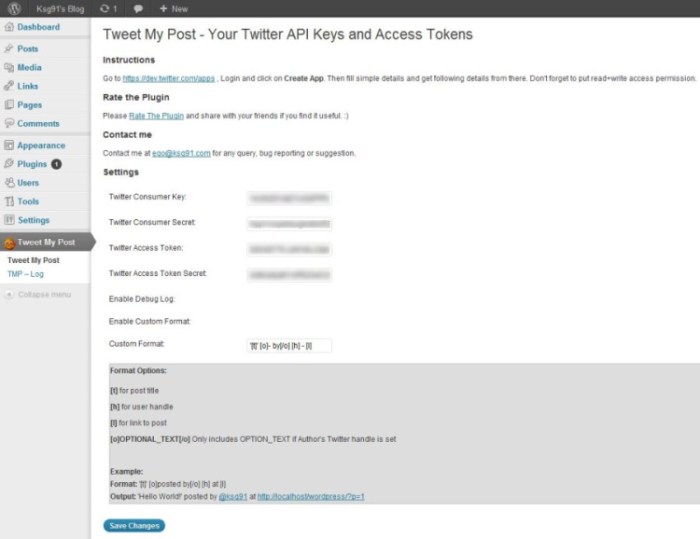 Ksg91's Blog 1 + New
Dashboard
Posts
Media
Links
Pages
Comments
Appearance
Plugins 1
Users
Tools
Settings
Tweet My Post
Tweet My Post
TMP – Log
Collapse menu
Tweet My Post - Your Twitter API Keys and Access Tokens
Instructions
Go to https://dev.twitter.com/apps . Login and click on Create App. Then fill simple details and get following details from there. Don't forget to put read+write access permission.
Rate the Plugin
Please Rate The Plugin and share with your friends if you find it useful. :)
Contact me
Contact me at ego@ksg91.com for any query, bug reporting or suggestion.
Settings
Twitter Consumer Key:
Twitter Consumer Secret:
Twitter Access Token:
Twitter Access Token Secret:
Enable Debug Log:
Enable Custom Format:
Custom Format: '[t]' [o]- by[/o] [h] - [l]
Format Options:
[t] for post title
[h] for user handle
[l] for link to post
[o]OPTIONAL_TEXT[/o] Only includes OPTION_TEXT if Author's Twitter handle is set
Example:
Format: '[t]' [o]posted by[/o] [h] at [l]
Output: 'Hello World!' posted by @ksg91 at http://localhost/wordpress/?p=1
Save Changes